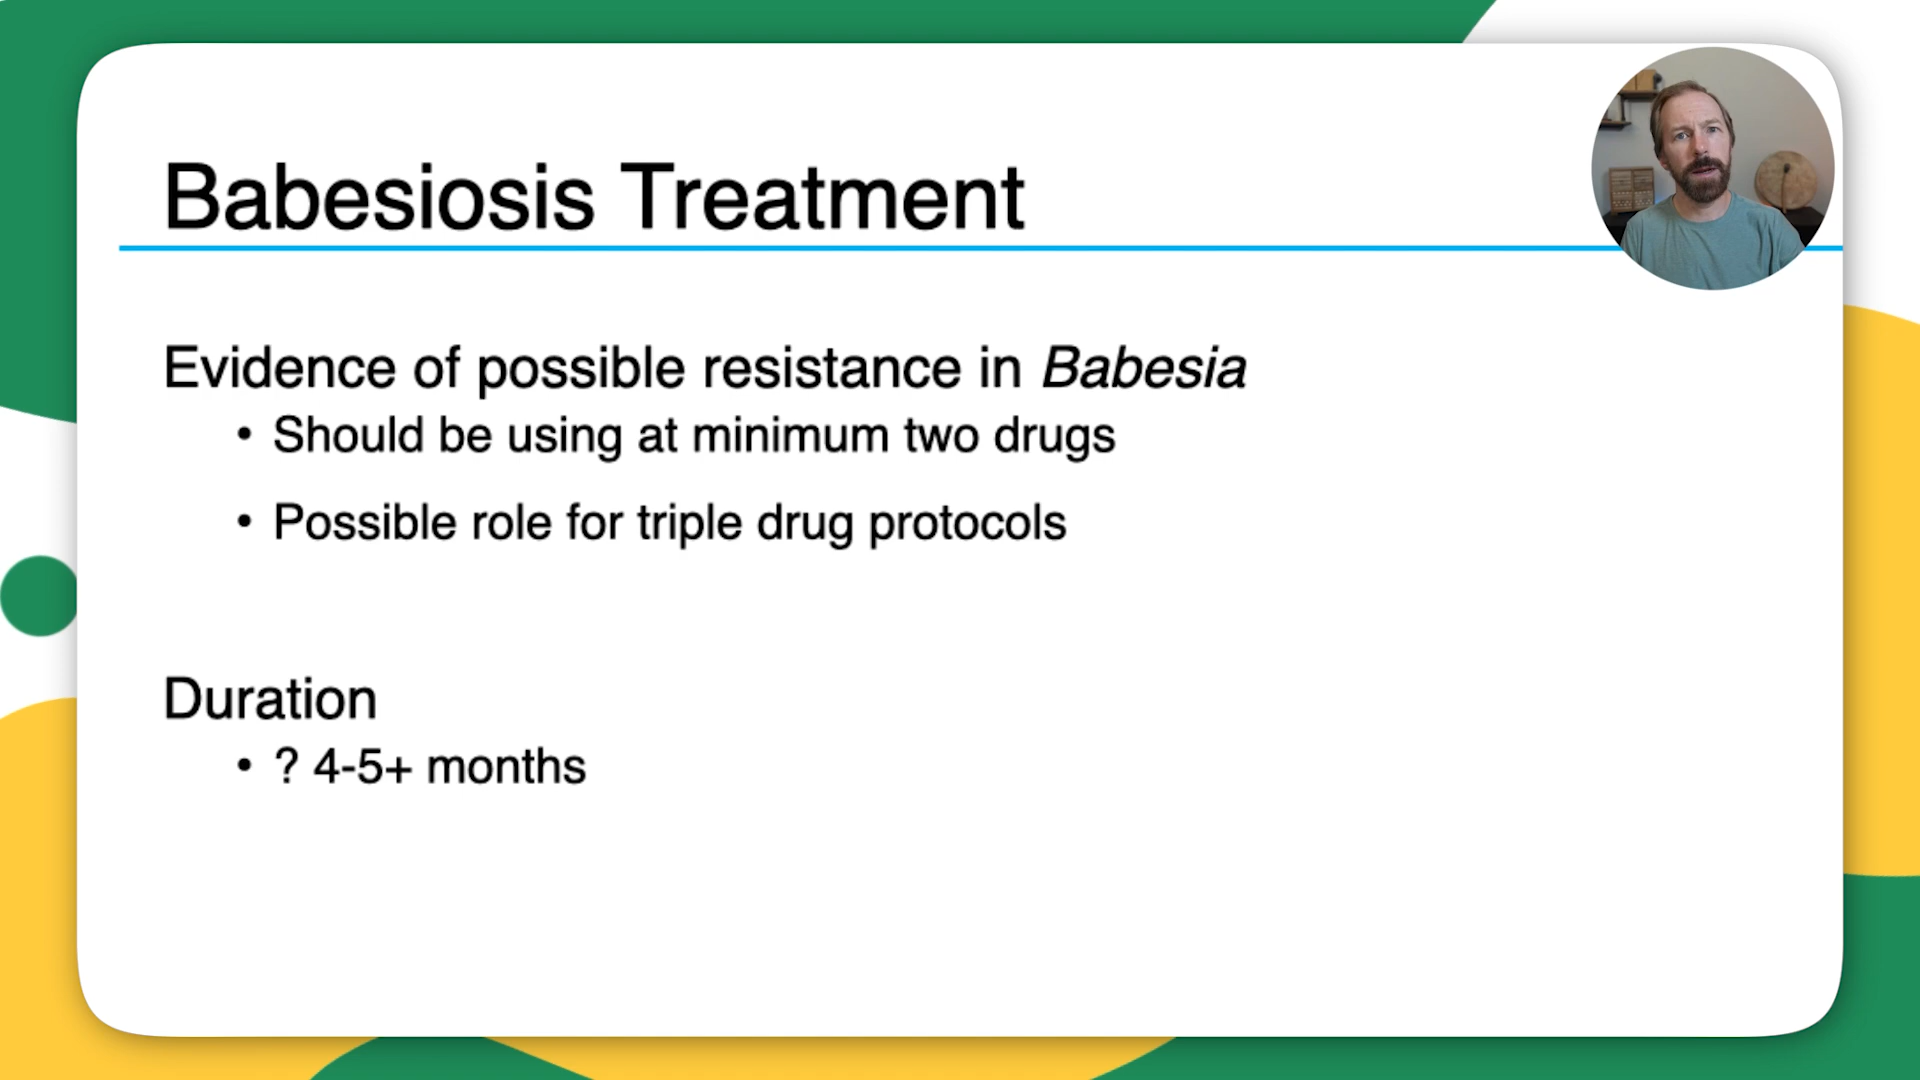 Babesiosis Treatment
Evidence of possible resistance in Babesia
• Should be using at minimum two drugs
• Possible role for triple drug protocols
Duration
• ? 4-5+ months